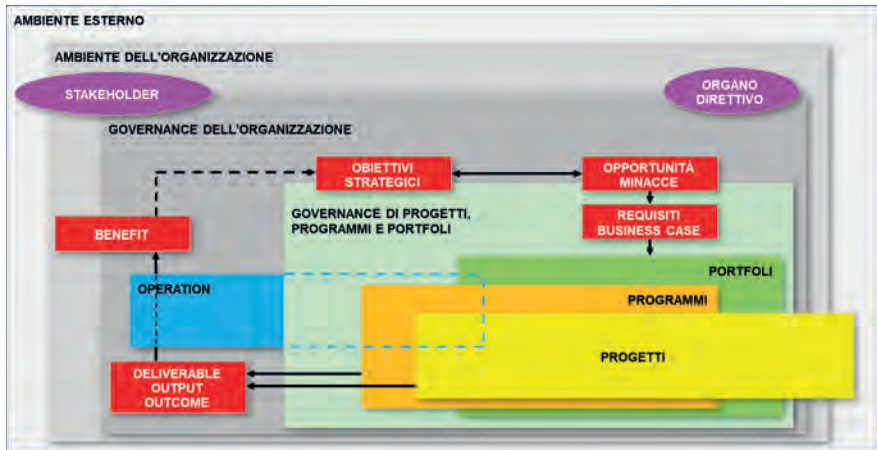 AMBIENTE ESTERNO
AMBIENTE DELL'ORGANIZZAZIONE
STAKEHOLDER
ORGANO
DIRETTIVO
GOVERNANCE DELL'ORGANIZZAZIONE
OBIETTIVI
STRATEGICI
OPPORTUNITÁ
MINACCE
GOVERNANCE DI PROGETTI,
PROGRAMMI E PORTFOLI
REQUISITI
BUSINESS CASE
BENEFIT
PORTFOLI
OPERATION
PROGRAMMI
PROGETTI
DELIVERABLE
OUTPUT
OUTCOME